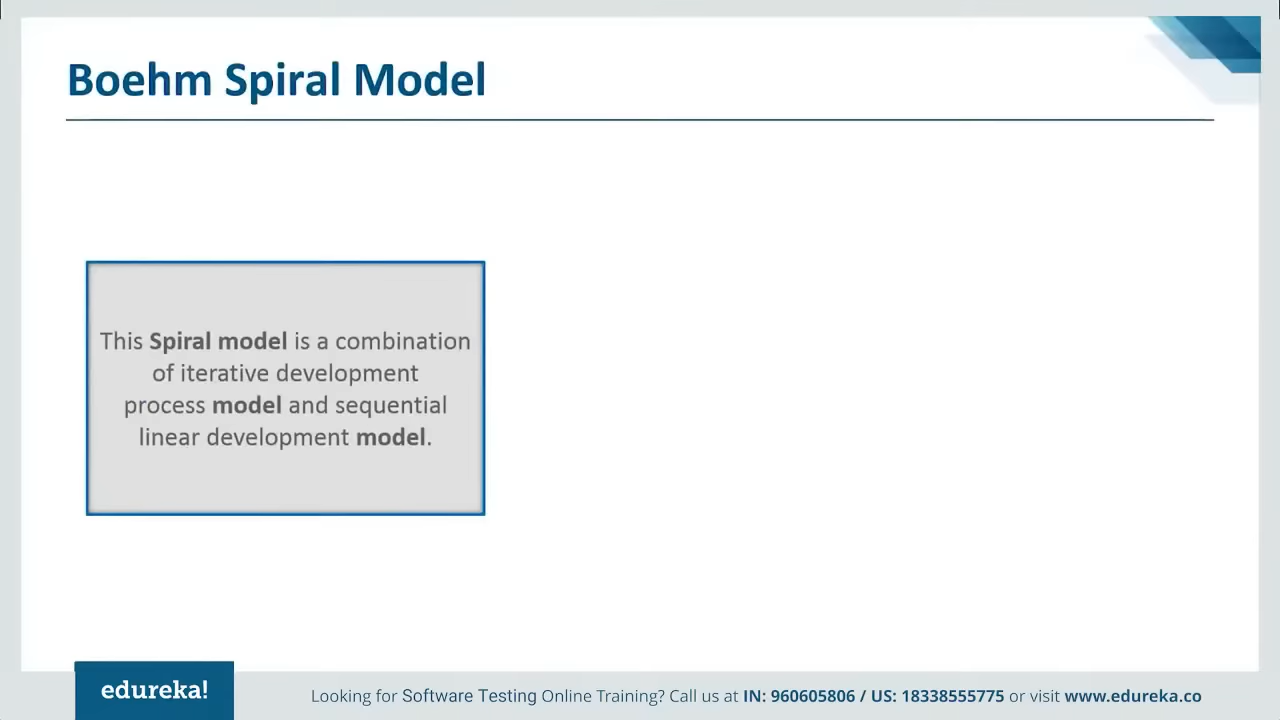 Boehm Spiral Model
This Spiral model is a combination
of iterative development
process model and sequential
linear development model.
edureka!
Looking for Software Testing Online Training? Call us at IN: 960605806 / US: 18338555775 or visit www.edureka.co